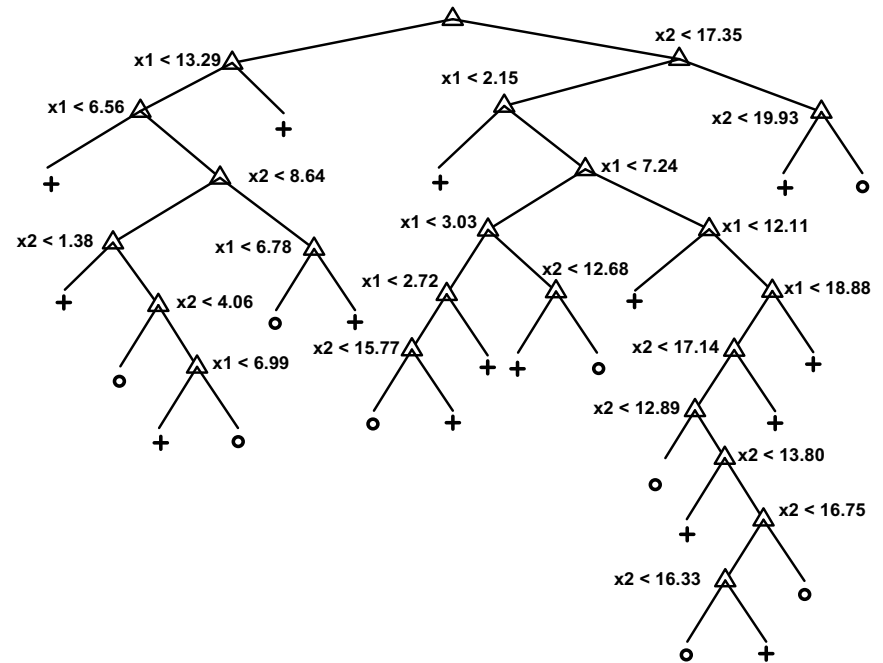 x2 < 17.35
x1 < 13.29
x1 < 2.15
x1 < 6.56
x2 < 19.93
x1 < 7.24
x2 < 8.64
x1 < 3.03
x1 < 12.11
x2 < 1.38
x1 < 6.78
x2 < 12.68
x1 < 2.72
x1 < 18.88
x2 < 4.06
x2 < 15.77
x2 < 17.14
x1 < 6.99
x2 < 12.89
x2 < 13.80
x2 < 16.75
x2 < 16.33